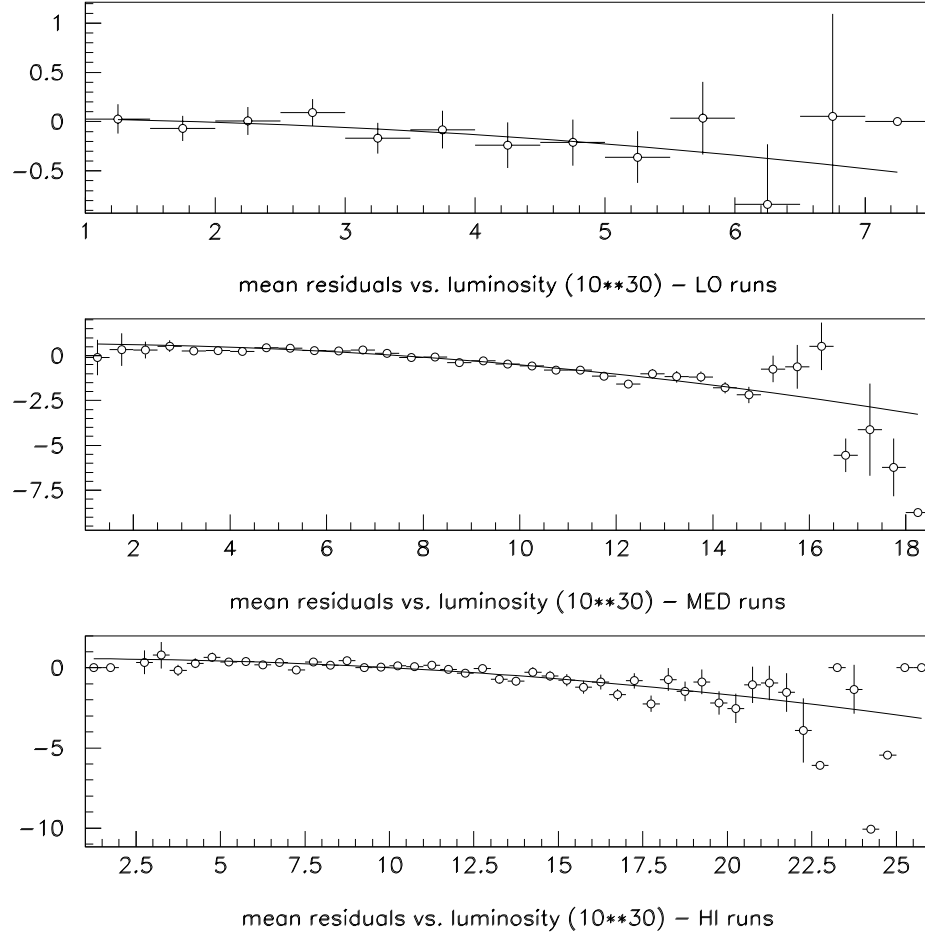 1
0.5
0
−0.5
1 2 3 4 5 6 7
mean residuals vs. luminosity (10**30) − LO runs
0
−2.5
−5
−7.5
2 4 6 8 10 12 14 16 18
mean residuals vs. luminosity (10**30) − MED runs
0
−5
−10
2.5 5 7.5 10 12.5 15 17.5 20 22.5 25
mean residuals vs. luminosity (10**30) − HI runs